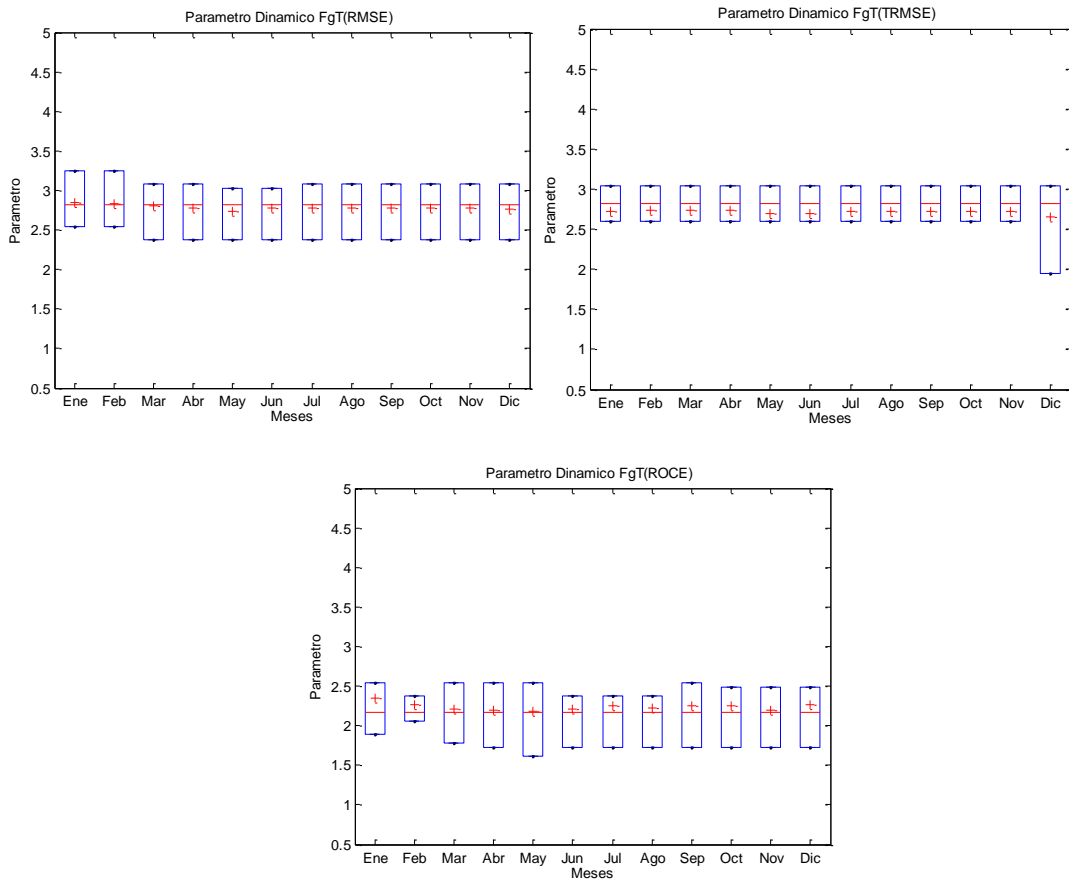 Parametro Dinamico FgT(RMSE)
5
4.5
4
3.5
3
2.5
2
1.5
1
0.5
Parametro
Ene Feb Mar Abr May Jun Jul Ago Sep Oct Nov Dic
Meses
Parametro Dinamico FgT(TRMSE)
5
4.5
4
3.5
3
2.5
2
1.5
1
0.5
Parametro
Ene Feb Mar Abr May Jun Jul Ago Sep Oct Nov Dic
Meses
Parametro Dinamico FgT(ROCE)
5
4.5
4
3.5
3
2.5
2
1.5
1
0.5
Parametro
Ene Feb Mar Abr May Jun Jul Ago Sep Oct Nov Dic
Meses